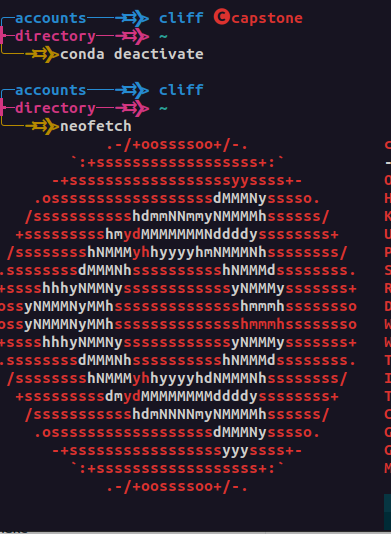 accounts cliff ©capstone
directory ~
conda deactivate
accounts cliff
directory ~
neofetch
.-/+oossssoo+/-.
`:+ssssssssssssssssss+:`
-+ssssssssssssssssssyyssss+-
.ossssssssssssssssssdMMMNysssso.
/ssssssssssshdmmNNmmyNMMMMhssssss/
+ssssssssshmydMMMMMMMNddddyssssssss+
/sssssssshNMMMyhhyyyyhmNMMMNhssssssss/
.ssssssssdMMMNhsssssssssshNMMMdssssssss.
+sssshhhyNMMNyssssssssssssyNMMMysssssss+
ossyNMMMNyMMhsssssssssssssshmmmhssssssso
ossyNMMMNyMMhsssssssssssssshmmmhssssssso
+sssshhhyNMMNyssssssssssssyNMMMysssssss+
.ssssssssdMMMNhsssssssssshNMMMdssssssss.
/sssssssshNMMMyhhyyyyhdNMMMNhssssssss/
+sssssssssdmydMMMMMMMMddddyssssssss+
/ssssssssssshdmNNNNmyNMMMMhssssss/
.ossssssssssssssssssdMMMNysssso.
-+sssssssssssssssssyyyssss+-
`:+ssssssssssssssssss+:`
.-/+oossssoo+/-.